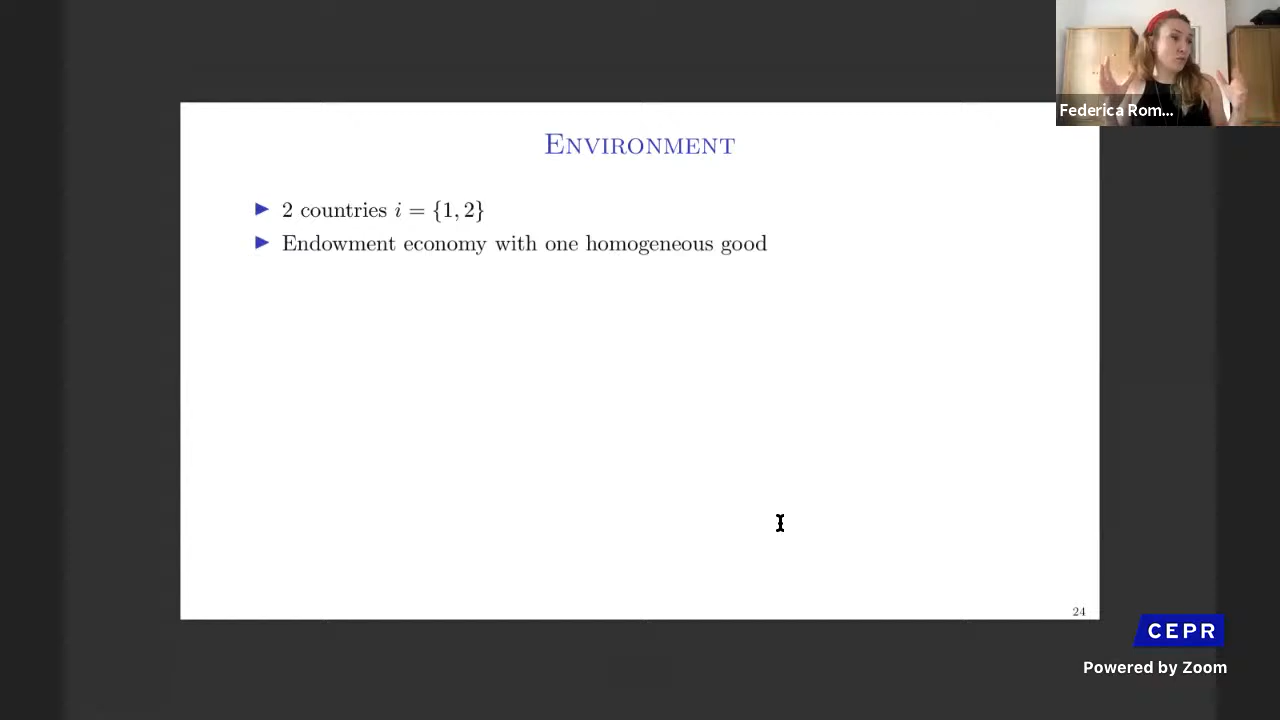 Federica Rom...
ENVIRONMENT
▶ 2 countries i = {1, 2}
▶ Endowment economy with one homogeneous good
24
CEPR
Powered by Zoom